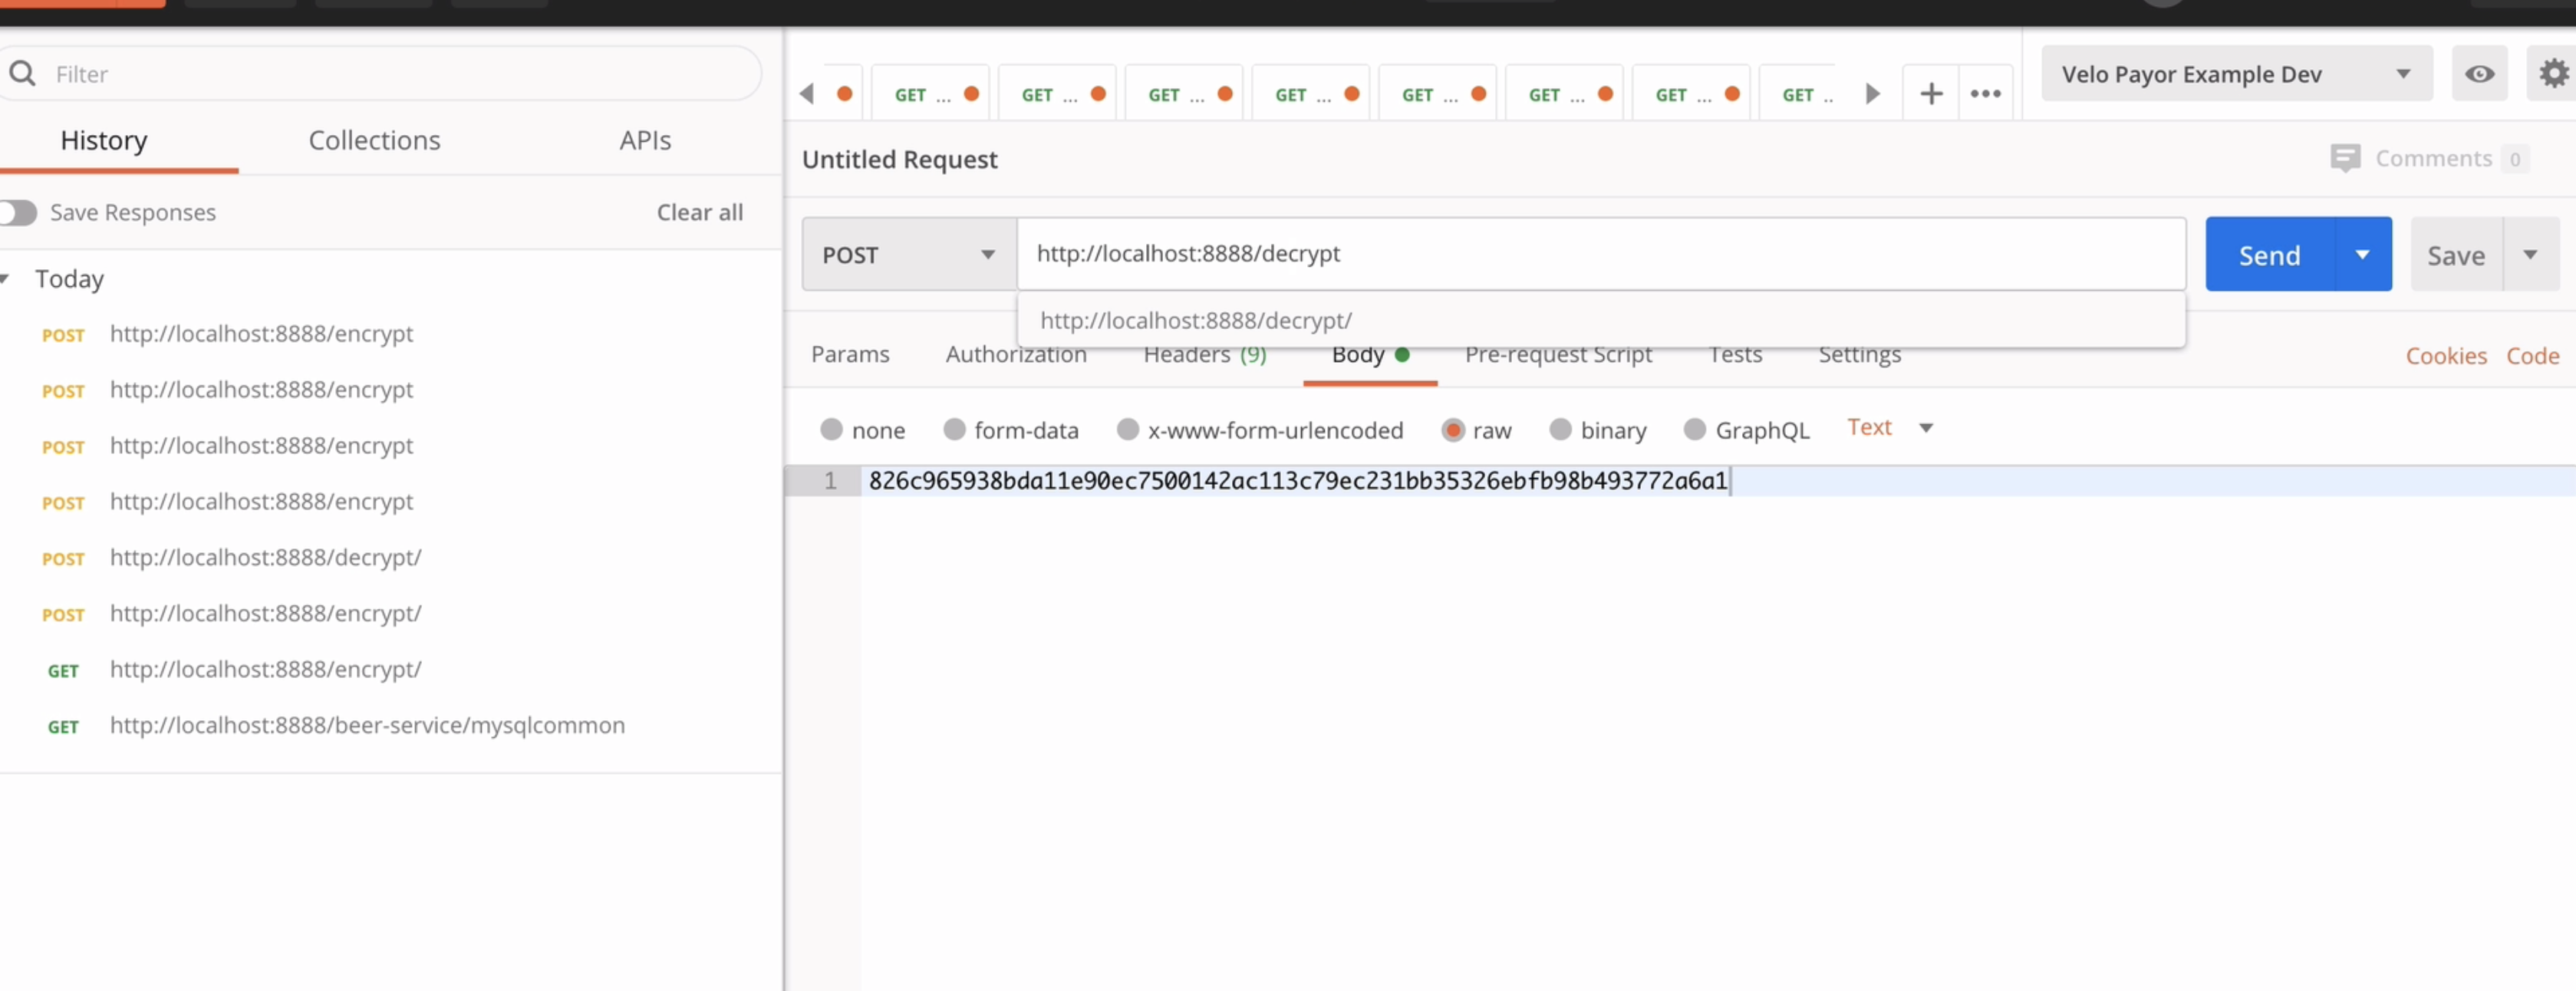 Filter
History Collections APIs
Save Responses Clear all
Today
POST http://localhost:8888/encrypt
POST http://localhost:8888/encrypt
POST http://localhost:8888/encrypt
POST http://localhost:8888/encrypt
POST http://localhost:8888/decrypt/
POST http://localhost:8888/encrypt/
GET http://localhost:8888/encrypt/
GET http://localhost:8888/beer-service/mysqlcommon
GET ... GET ... GET ... GET ... GET ... GET ... GET ... GET .. + ••• Velo Payor Example Dev
Untitled Request Comments 0
POST http://localhost:8888/decrypt Send Save
http://localhost:8888/decrypt/
Params Authorization Headers (9) Body Pre-request Script Tests Settings Cookies Code
none form-data x-www-form-urlencoded raw binary GraphQL Text
1 826c965938bda11e90ec7500142ac113c79ec231bb35326ebfb98b493772a6a1